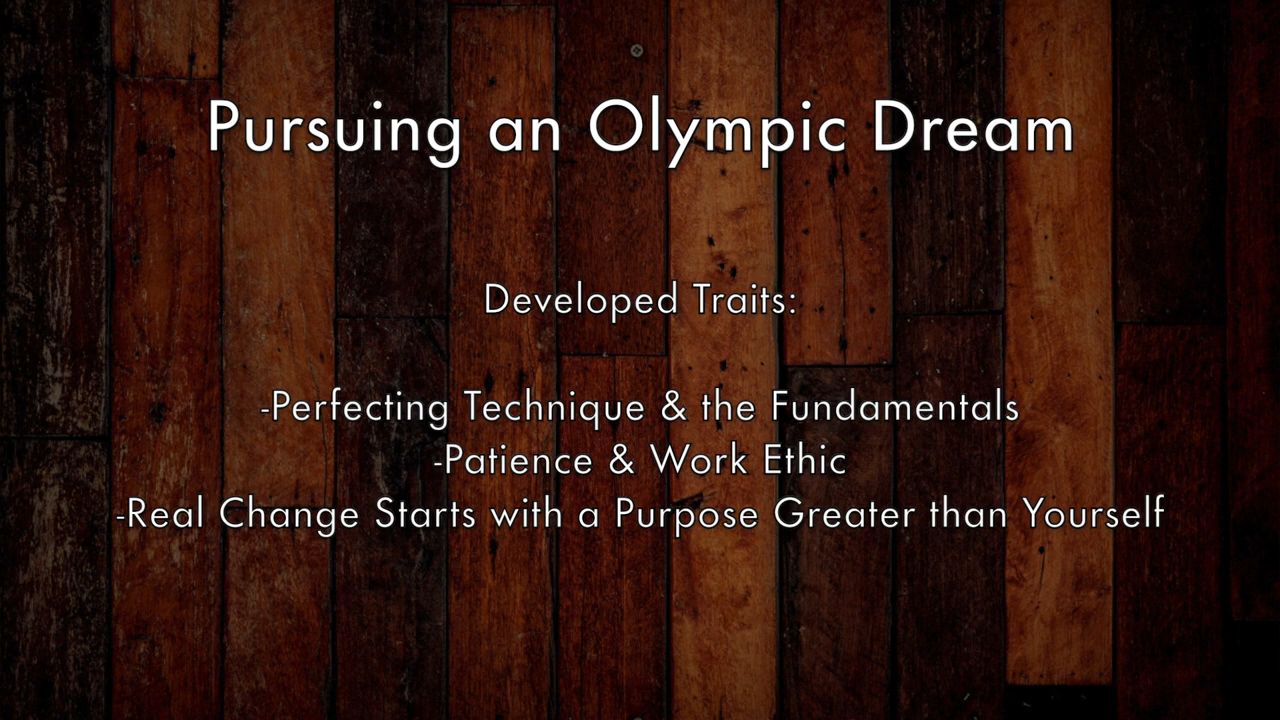 Pursuing an Olympic Dream
Developed Traits:
-Perfecting Technique & the Fundamentals
-Patience & Work Ethic
-Real Change Starts with a Purpose Greater than Yourself